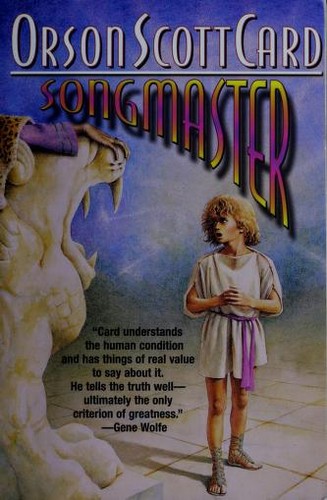 ORSON SCOTT CARD
SONGMASTER
"Card understands
the human condition
and has things of real value
to say about it.
He tells the truth well—
ultimately the only
criterion of greatness."
—Gene Wolfe